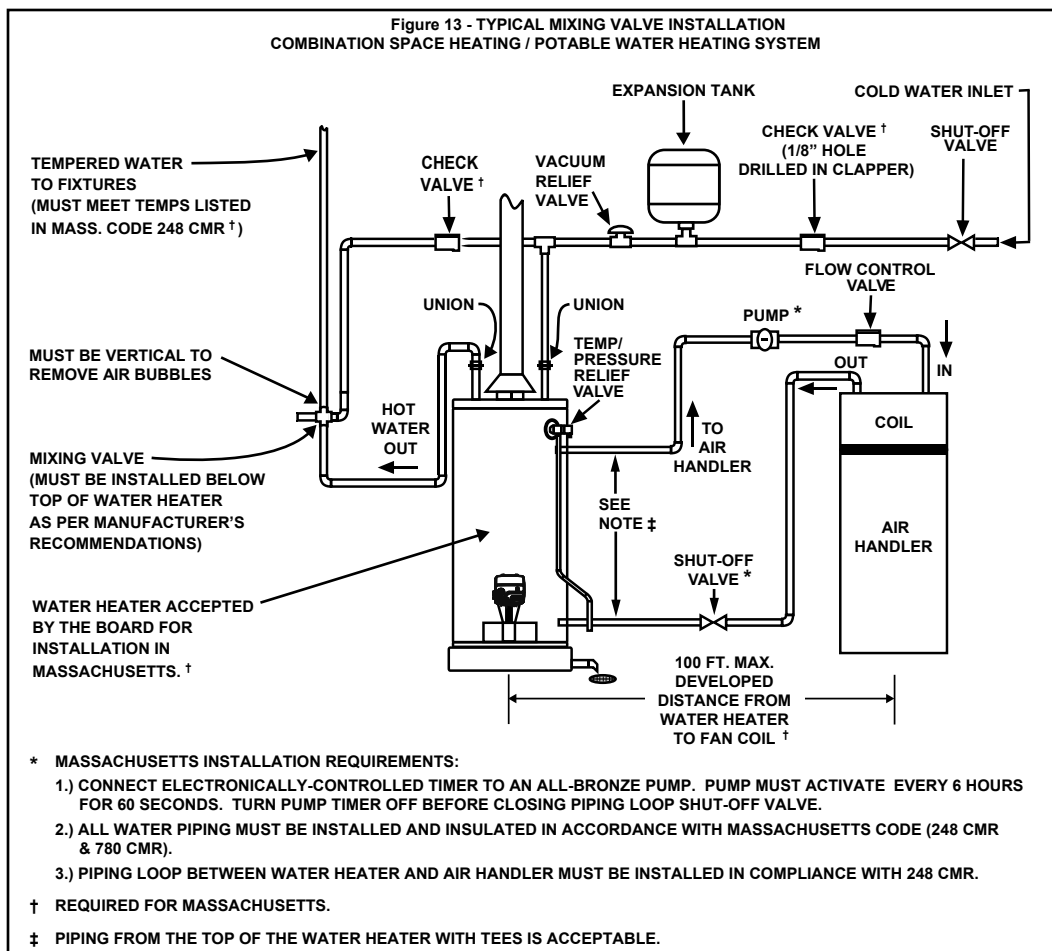 Figure 13 - TYPICAL MIXING VALVE INSTALLATION
COMBINATION SPACE HEATING / POTABLE WATER HEATING SYSTEM
EXPANSION TANK
COLD WATER INLET
TEMPERED WATER
TO FIXTURES
(MUST MEET TEMPS LISTED
IN MASS. CODE 248 CMR †)
CHECK
VALVE †
VACUUM
RELIEF
VALVE
CHECK VALVE †
(1/8” HOLE
DRILLED IN CLAPPER)
SHUT-OFF
VALVE
FLOW CONTROL
VALVE
UNION
UNION
PUMP *
TEMP/
PRESSURE
RELIEF
VALVE
OUT
IN
MUST BE VERTICAL TO
REMOVE AIR BUBBLES
HOT
WATER
OUT
TO
AIR
HANDLER
COIL
MIXING VALVE
(MUST BE INSTALLED BELOW
TOP OF WATER HEATER
AS PER MANUFACTURER’S
RECOMMENDATIONS)
SEE
NOTE ‡
AIR
HANDLER
SHUT-OFF
VALVE *
WATER HEATER ACCEPTED
BY THE BOARD FOR
INSTALLATION IN
MASSACHUSETTS. †
100 FT. MAX.
DEVELOPED
DISTANCE FROM
WATER HEATER
TO FAN COIL †
* MASSACHUSETTS INSTALLATION REQUIREMENTS:
1.) CONNECT ELECTRONICALLY-CONTROLLED TIMER TO AN ALL-BRONZE PUMP. PUMP MUST ACTIVATE EVERY 6 HOURS
FOR 60 SECONDS. TURN PUMP TIMER OFF BEFORE CLOSING PIPING LOOP SHUT-OFF VALVE.
2.) ALL WATER PIPING MUST BE INSTALLED AND INSULATED IN ACCORDANCE WITH MASSACHUSETTS CODE (248 CMR
& 780 CMR).
3.) PIPING LOOP BETWEEN WATER HEATER AND AIR HANDLER MUST BE INSTALLED IN COMPLIANCE WITH 248 CMR.
† REQUIRED FOR MASSACHUSETTS.
‡ PIPING FROM THE TOP OF THE WATER HEATER WITH TEES IS ACCEPTABLE.